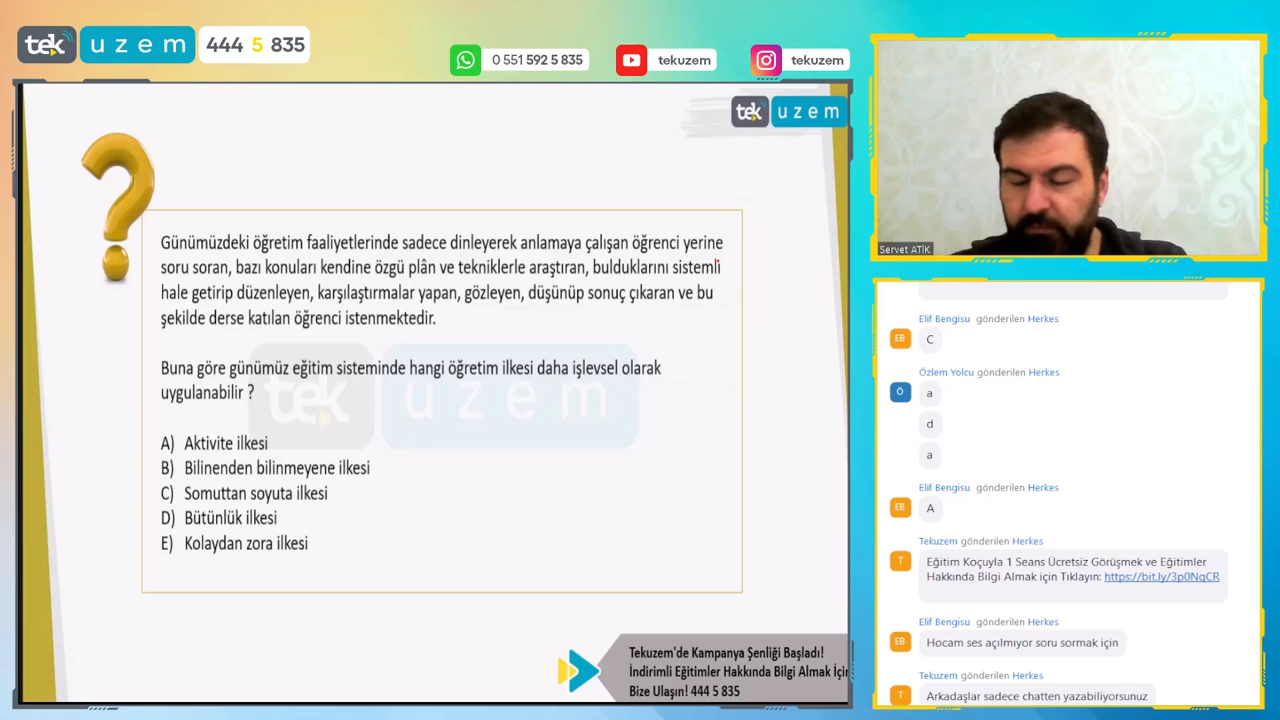 tek uzem 444 5 835
0 551 592 5 835
tekuzem
tekuzem
tek uzem
Günümüzdeki öğretim faaliyetlerinde sadece dinleyerek anlamaya çalışan öğrenci yerine
soru soran, bazı konuları kendine özgü plân ve tekniklerle araştıran, bulduklarını sistemli
hale getirip düzenleyen, karşılaştırmalar yapan, gözleyen, düşünüp sonuç çıkaran ve bu
şekilde derse katılan öğrenci istenmektedir.
Buna göre günümüz eğitim sisteminde hangi öğretim ilkesi daha işlevsel olarak
uygulanabilir ?
tek uzem
A) Aktivite ilkesi
B) Bilinenden bilinmeyene ilkesi
C) Somuttan soyuta ilkesi
D) Bütünlük ilkesi
E) Kolaydan zora ilkesi
Tekuzem'de Kampanya Şenliği Başladı!
İndirimli Eğitimler Hakkında Bilgi Almak İçin
Bize Ulaşın! 444 5 835
Servet ATİK
Elif Bengisu gönderilen Herkes
EB C
Özlem Yolcu gönderilen Herkes
Ö a
d
a
Elif Bengisu gönderilen Herkes
EB A
Tekuzem gönderilen Herkes
T Eğitim Koçuyla 1 Seans Ücretsiz Görüşmek ve Eğitimler
Hakkında Bilgi Almak için Tıklayın: https://bit.ly/3p0NqCR
Elif Bengisu gönderilen Herkes
EB Hocam ses açılmıyor soru sormak için
Tekuzem gönderilen Herkes
T Arkadaşlar sadece chatten yazabiliyorsunuz